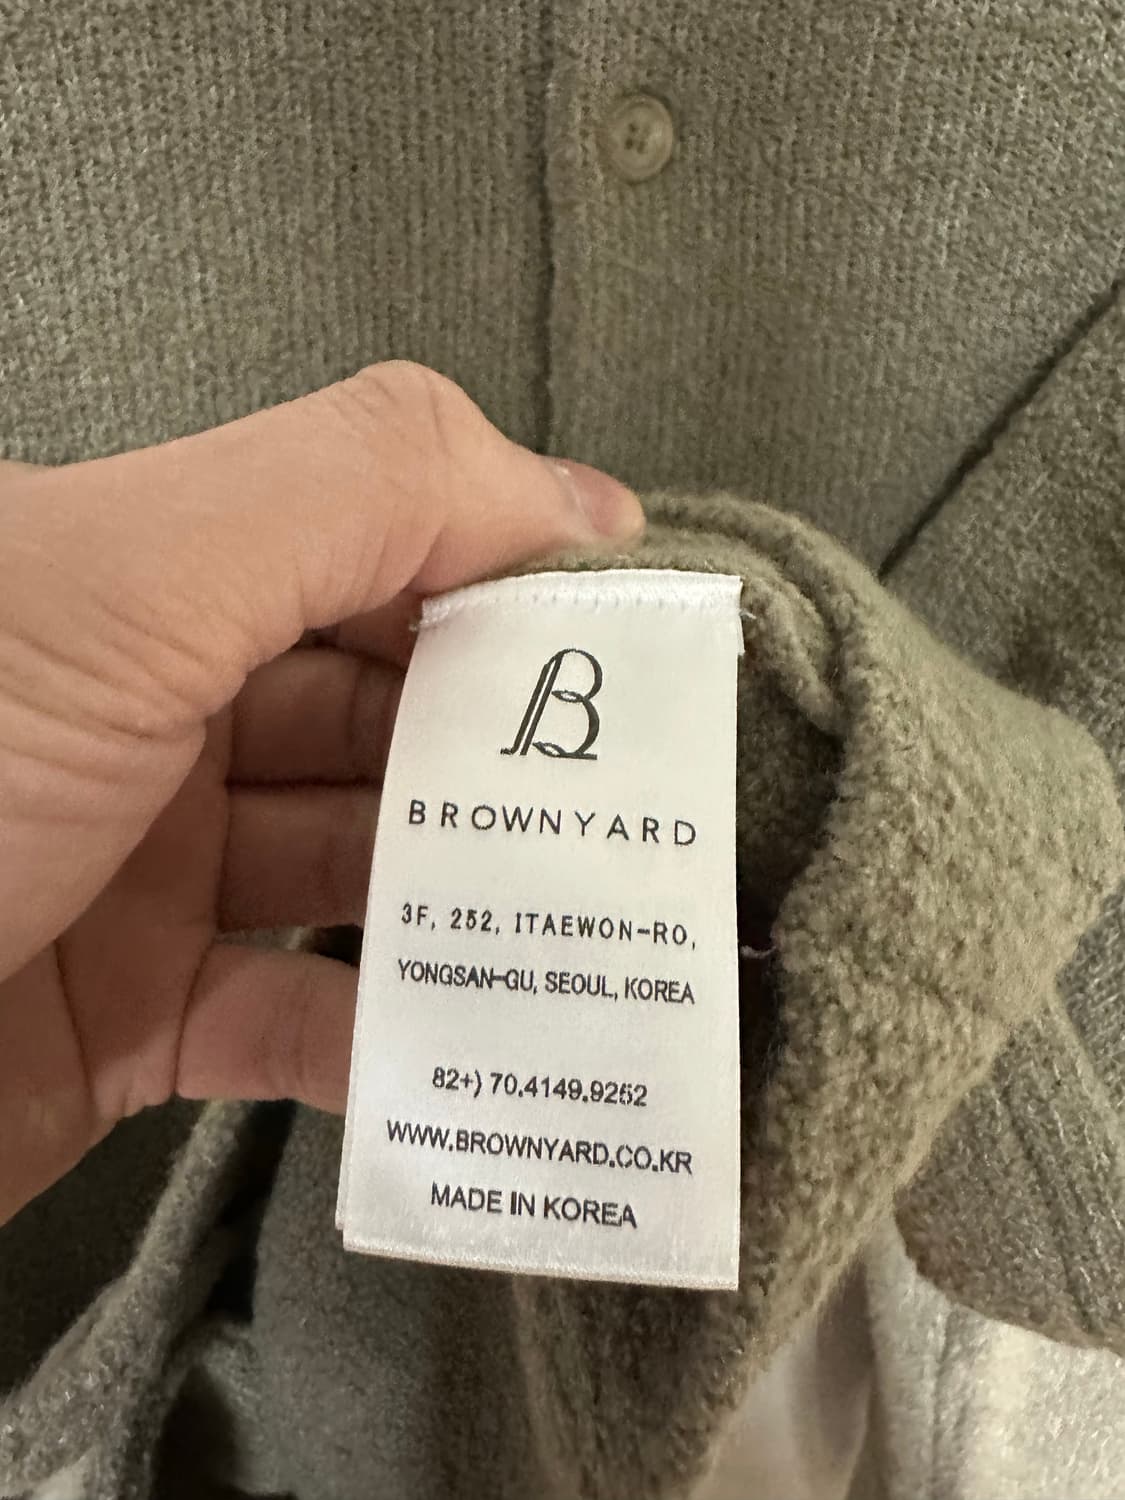 B
BROWNYARD
3F, 252, ITAEWON-RO,
YONGSAN-GU, SEOUL, KOREA
82+) 70.4149.9252
WWW.BROWNYARD.CO.KR
MADE IN KOREA